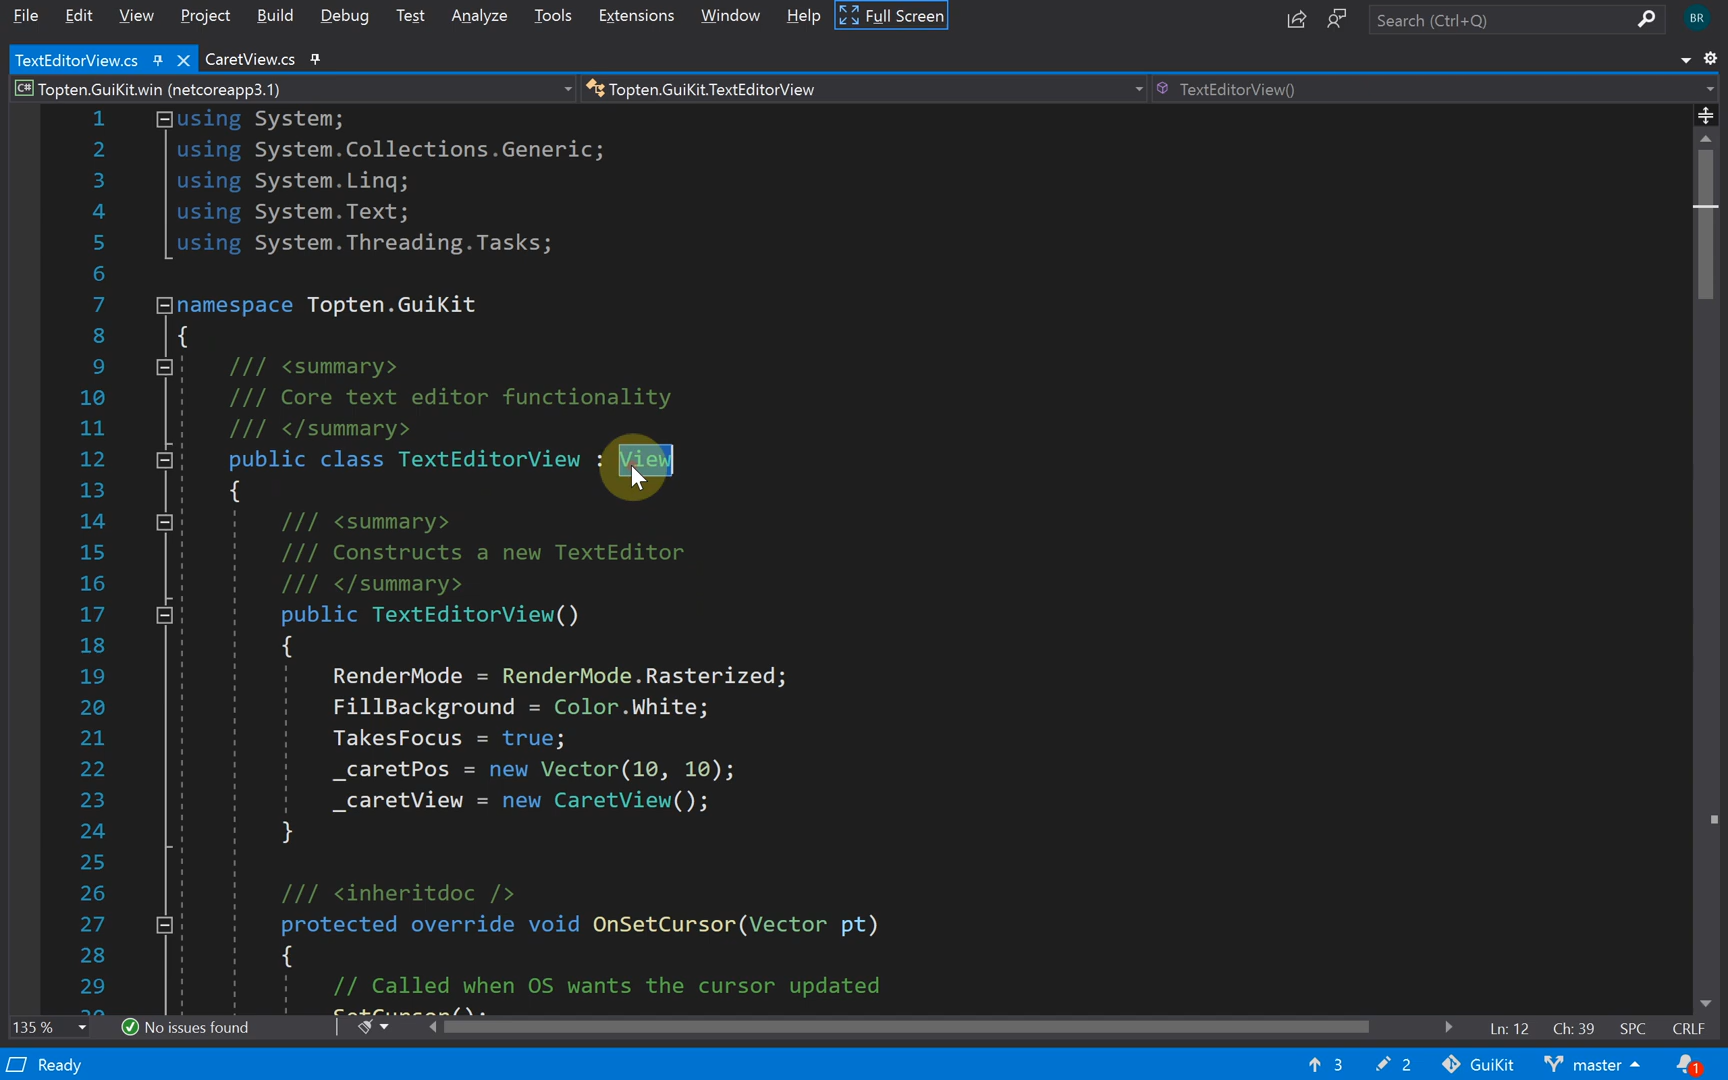 File Edit View Project Build Debug Test Analyze Tools Extensions Window Help Full Screen Search (Ctrl+Q) BR
TextEditorView.cs CaretView.cs
C# Topten.GuiKit.win (netcoreapp3.1) Topten.GuiKit.TextEditorView TextEditorView()
1 using System;
2 using System.Collections.Generic;
3 using System.Linq;
4 using System.Text;
5 using System.Threading.Tasks;
6
7 namespace Topten.GuiKit
8 {
9 /// <summary>
10 /// Core text editor functionality
11 /// </summary>
12 public class TextEditorView : View
13 {
14 /// <summary>
15 /// Constructs a new TextEditor
16 /// </summary>
17 public TextEditorView()
18 {
19 RenderMode = RenderMode.Rasterized;
20 FillBackground = Color.White;
21 TakesFocus = true;
22 _caretPos = new Vector(10, 10);
23 _caretView = new CaretView();
24 }
25
26 /// <inheritdoc />
27 protected override void OnSetCursor(Vector pt)
28 {
29 // Called when OS wants the cursor updated
30 SetCursor();
135 % No issues found Ln: 12 Ch: 39 SPC CRLF
Ready 3 2 GuiKit master 1